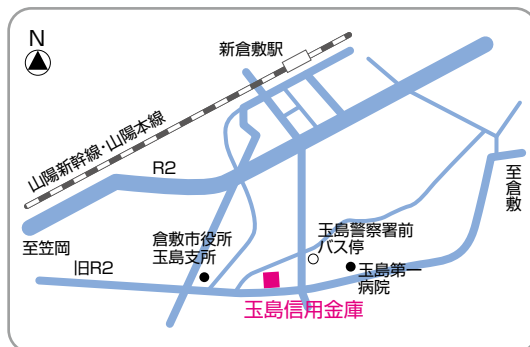 N
新倉敷駅
山陽新幹線・山陽本線
R2
至倉敷
至笠岡
倉敷市役所
玉島支所
玉島警察署前
バス停
旧R2
玉島第一
病院
玉島信用金庫